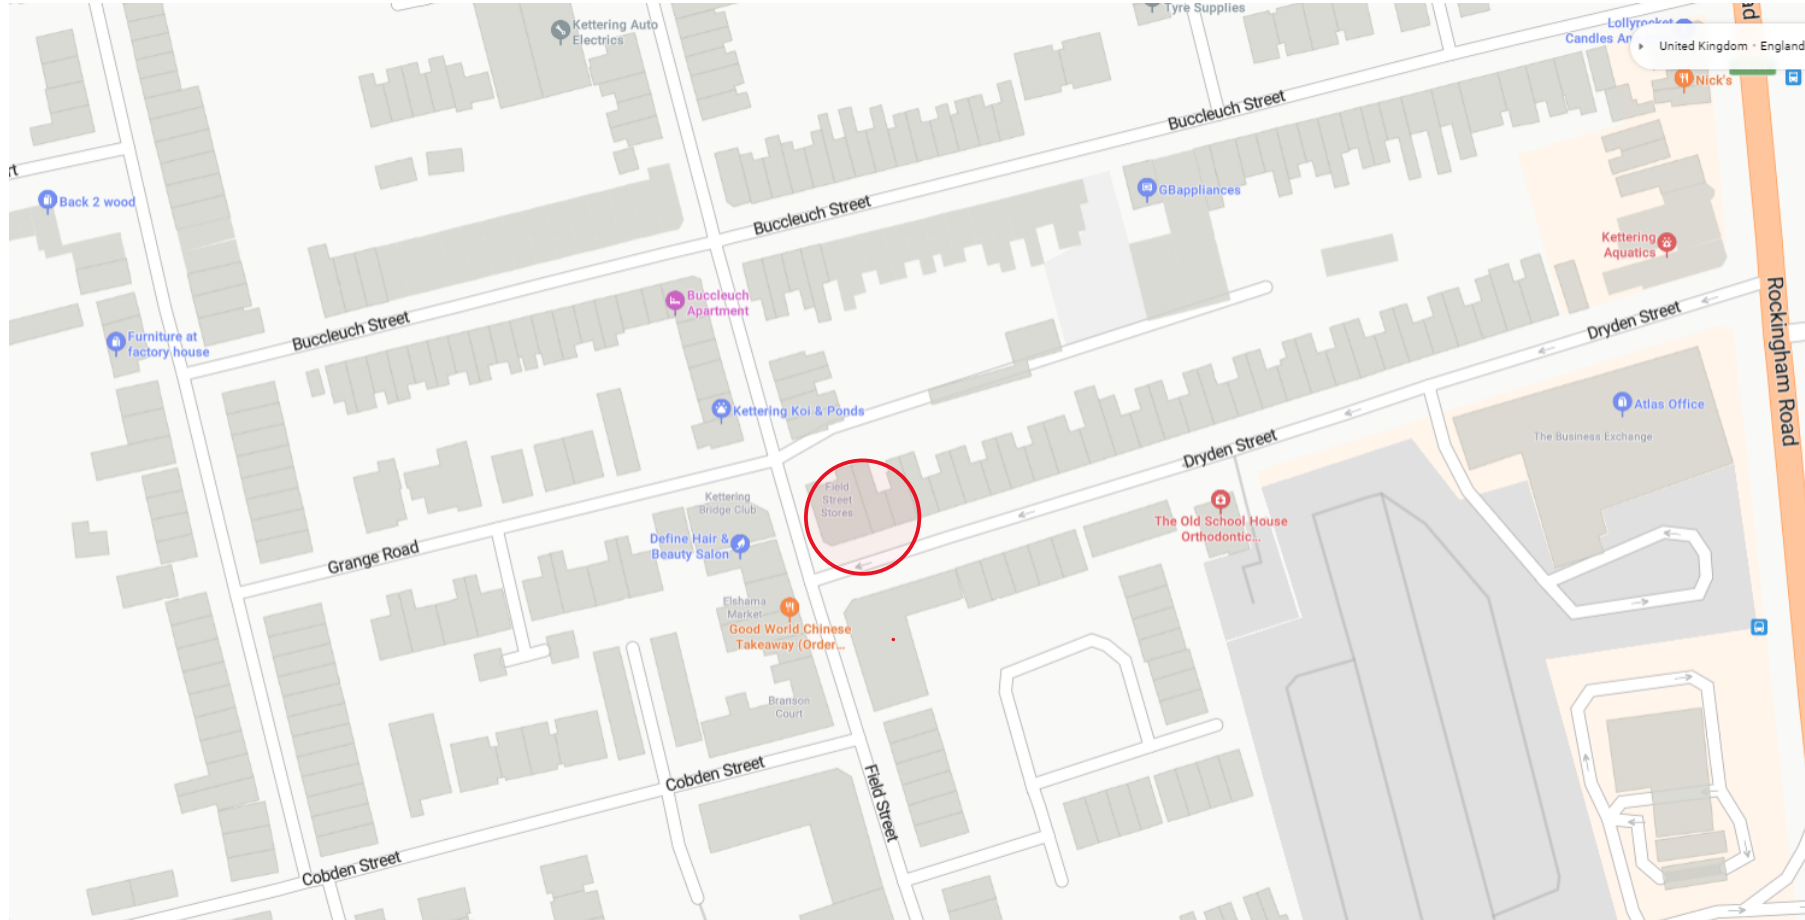 Kettering Auto
Electrics
Tyre Supplies
Lollyrocket
Candles An
ad
United Kingdom · England
Nick's
Buccleuch Street
rt
Back 2 wood
GBappliances
Buccleuch Street
Kettering
Aquatics
Buccleuch
Apartment
Buccleuch Street
Furniture at
factory house
Dryden Street
Rockingham Road
Kettering Koi & Ponds
Atlas Office
The Business Exchange
Dryden Street
Field
Street
Stores
Kettering
Bridge Club
The Old School House
Orthodontic...
Define Hair &
Beauty Salon
Grange Road
Elshama
Market
Good World Chinese
Takeaway (Order...
Branson
Court
Cobden Street
Field Street
Cobden Street